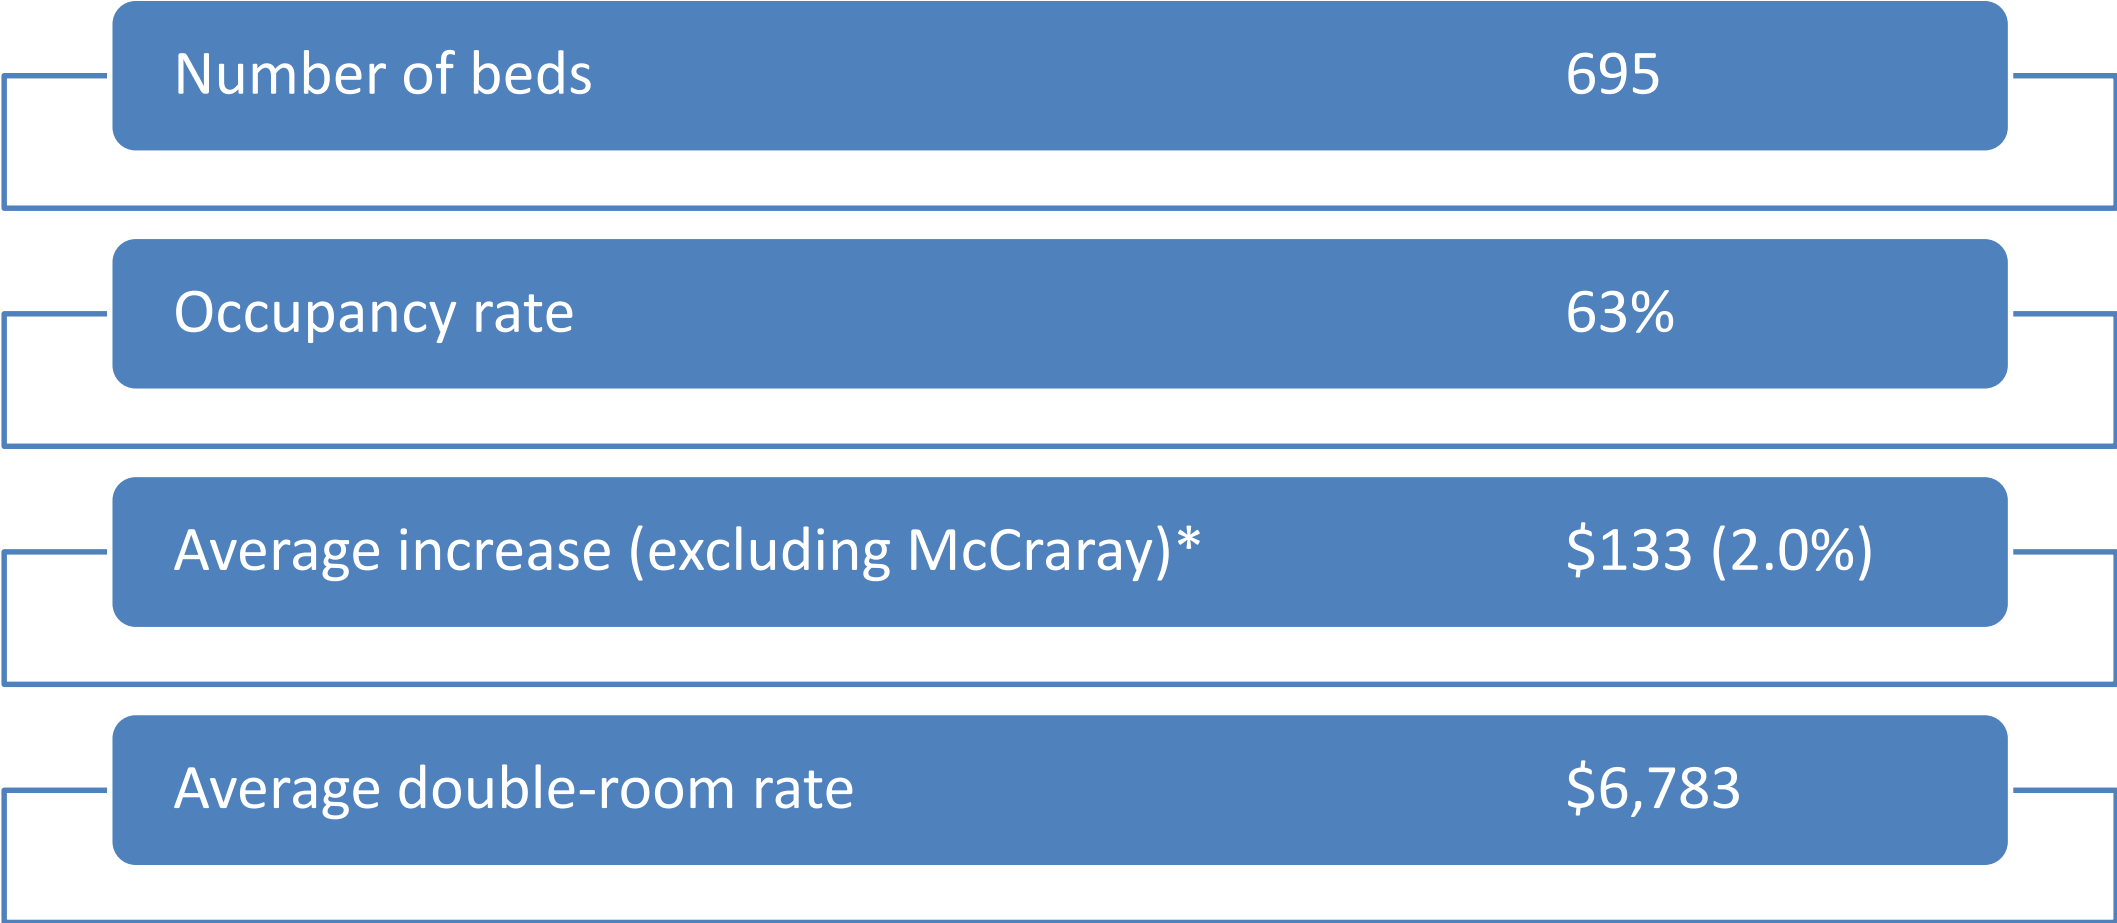 Number of beds 695
Occupancy rate 63%
Average increase (excluding McCraray)* $133 (2.0%)
Average double-room rate $6,783